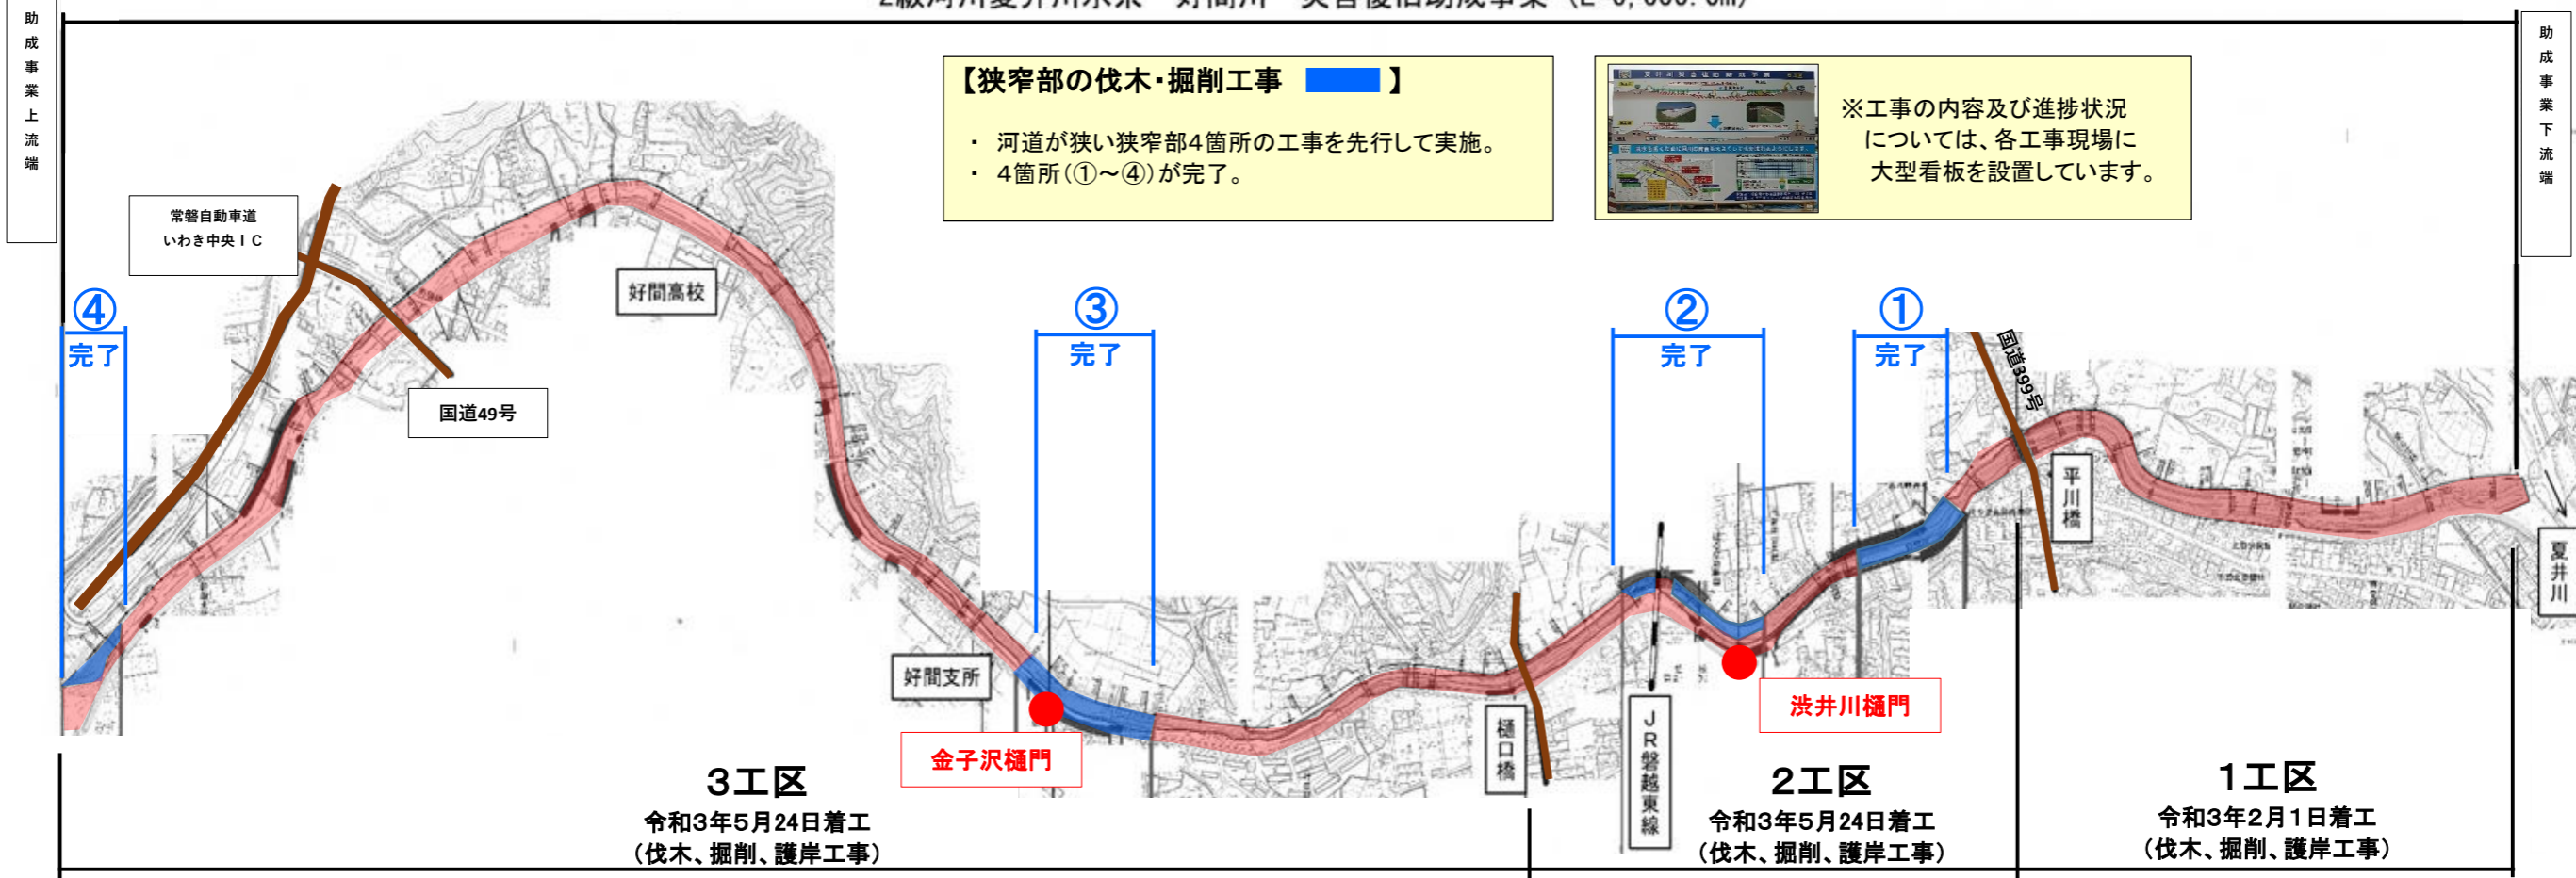 助成事業上流端
助成事業下流端
【狭窄部の伐木・掘削工事　　】
・ 河道が狭い狭窄部4箇所の工事を先行して実施。
・ 4箇所(①～④)が完了。
※工事の内容及び進捗状況
については、各工事現場に
大型看板を設置しています。
常磐自動車道
いわき中央IC
好間高校
国道49号
④
完了
③
完了
②
完了
①
完了
国道399号
平川橋
夏井川
好間支所
金子沢樋門
樋口橋
JR磐越東線
渋井川樋門
3工区
令和3年5月24日着工
(伐木、掘削、護岸工事)
2工区
令和3年5月24日着工
(伐木、掘削、護岸工事)
1工区
令和3年2月1日着工
(伐木、掘削、護岸工事)